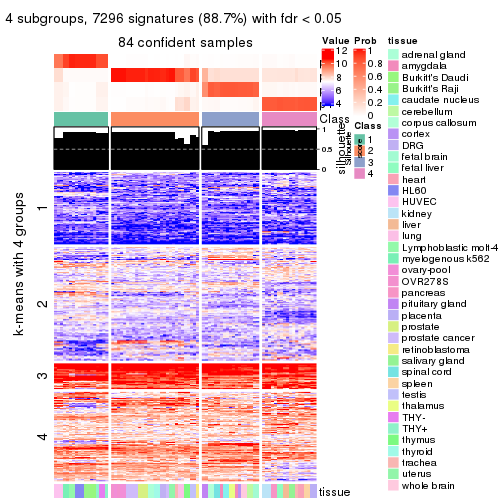 4 subgroups, 7296 signatures (88.7%) with fdr < 0.05
84 confident samples
Class
silhouette
1
0.5
0
k-means with 4 groups
1
2
3
4
tissue
Value
12
10
8
6
4
Prob
1
0.8
0.6
0.4
0.2
0
Class
1
2
3
4
tissue
adrenal gland
amygdala
Burkitt's Daudi
Burkitt's Raji
caudate nucleus
cerebellum
corpus callosum
cortex
DRG
fetal brain
fetal liver
heart
HL60
HUVEC
kidney
liver
lung
Lymphoblastic molt-4
myelogenous k562
ovary-pool
OVR278S
pancreas
pituitary gland
placenta
prostate
prostate cancer
retinoblastoma
salivary gland
spinal cord
spleen
testis
thalamus
THY-
THY+
thymus
thyroid
trachea
uterus
whole brain